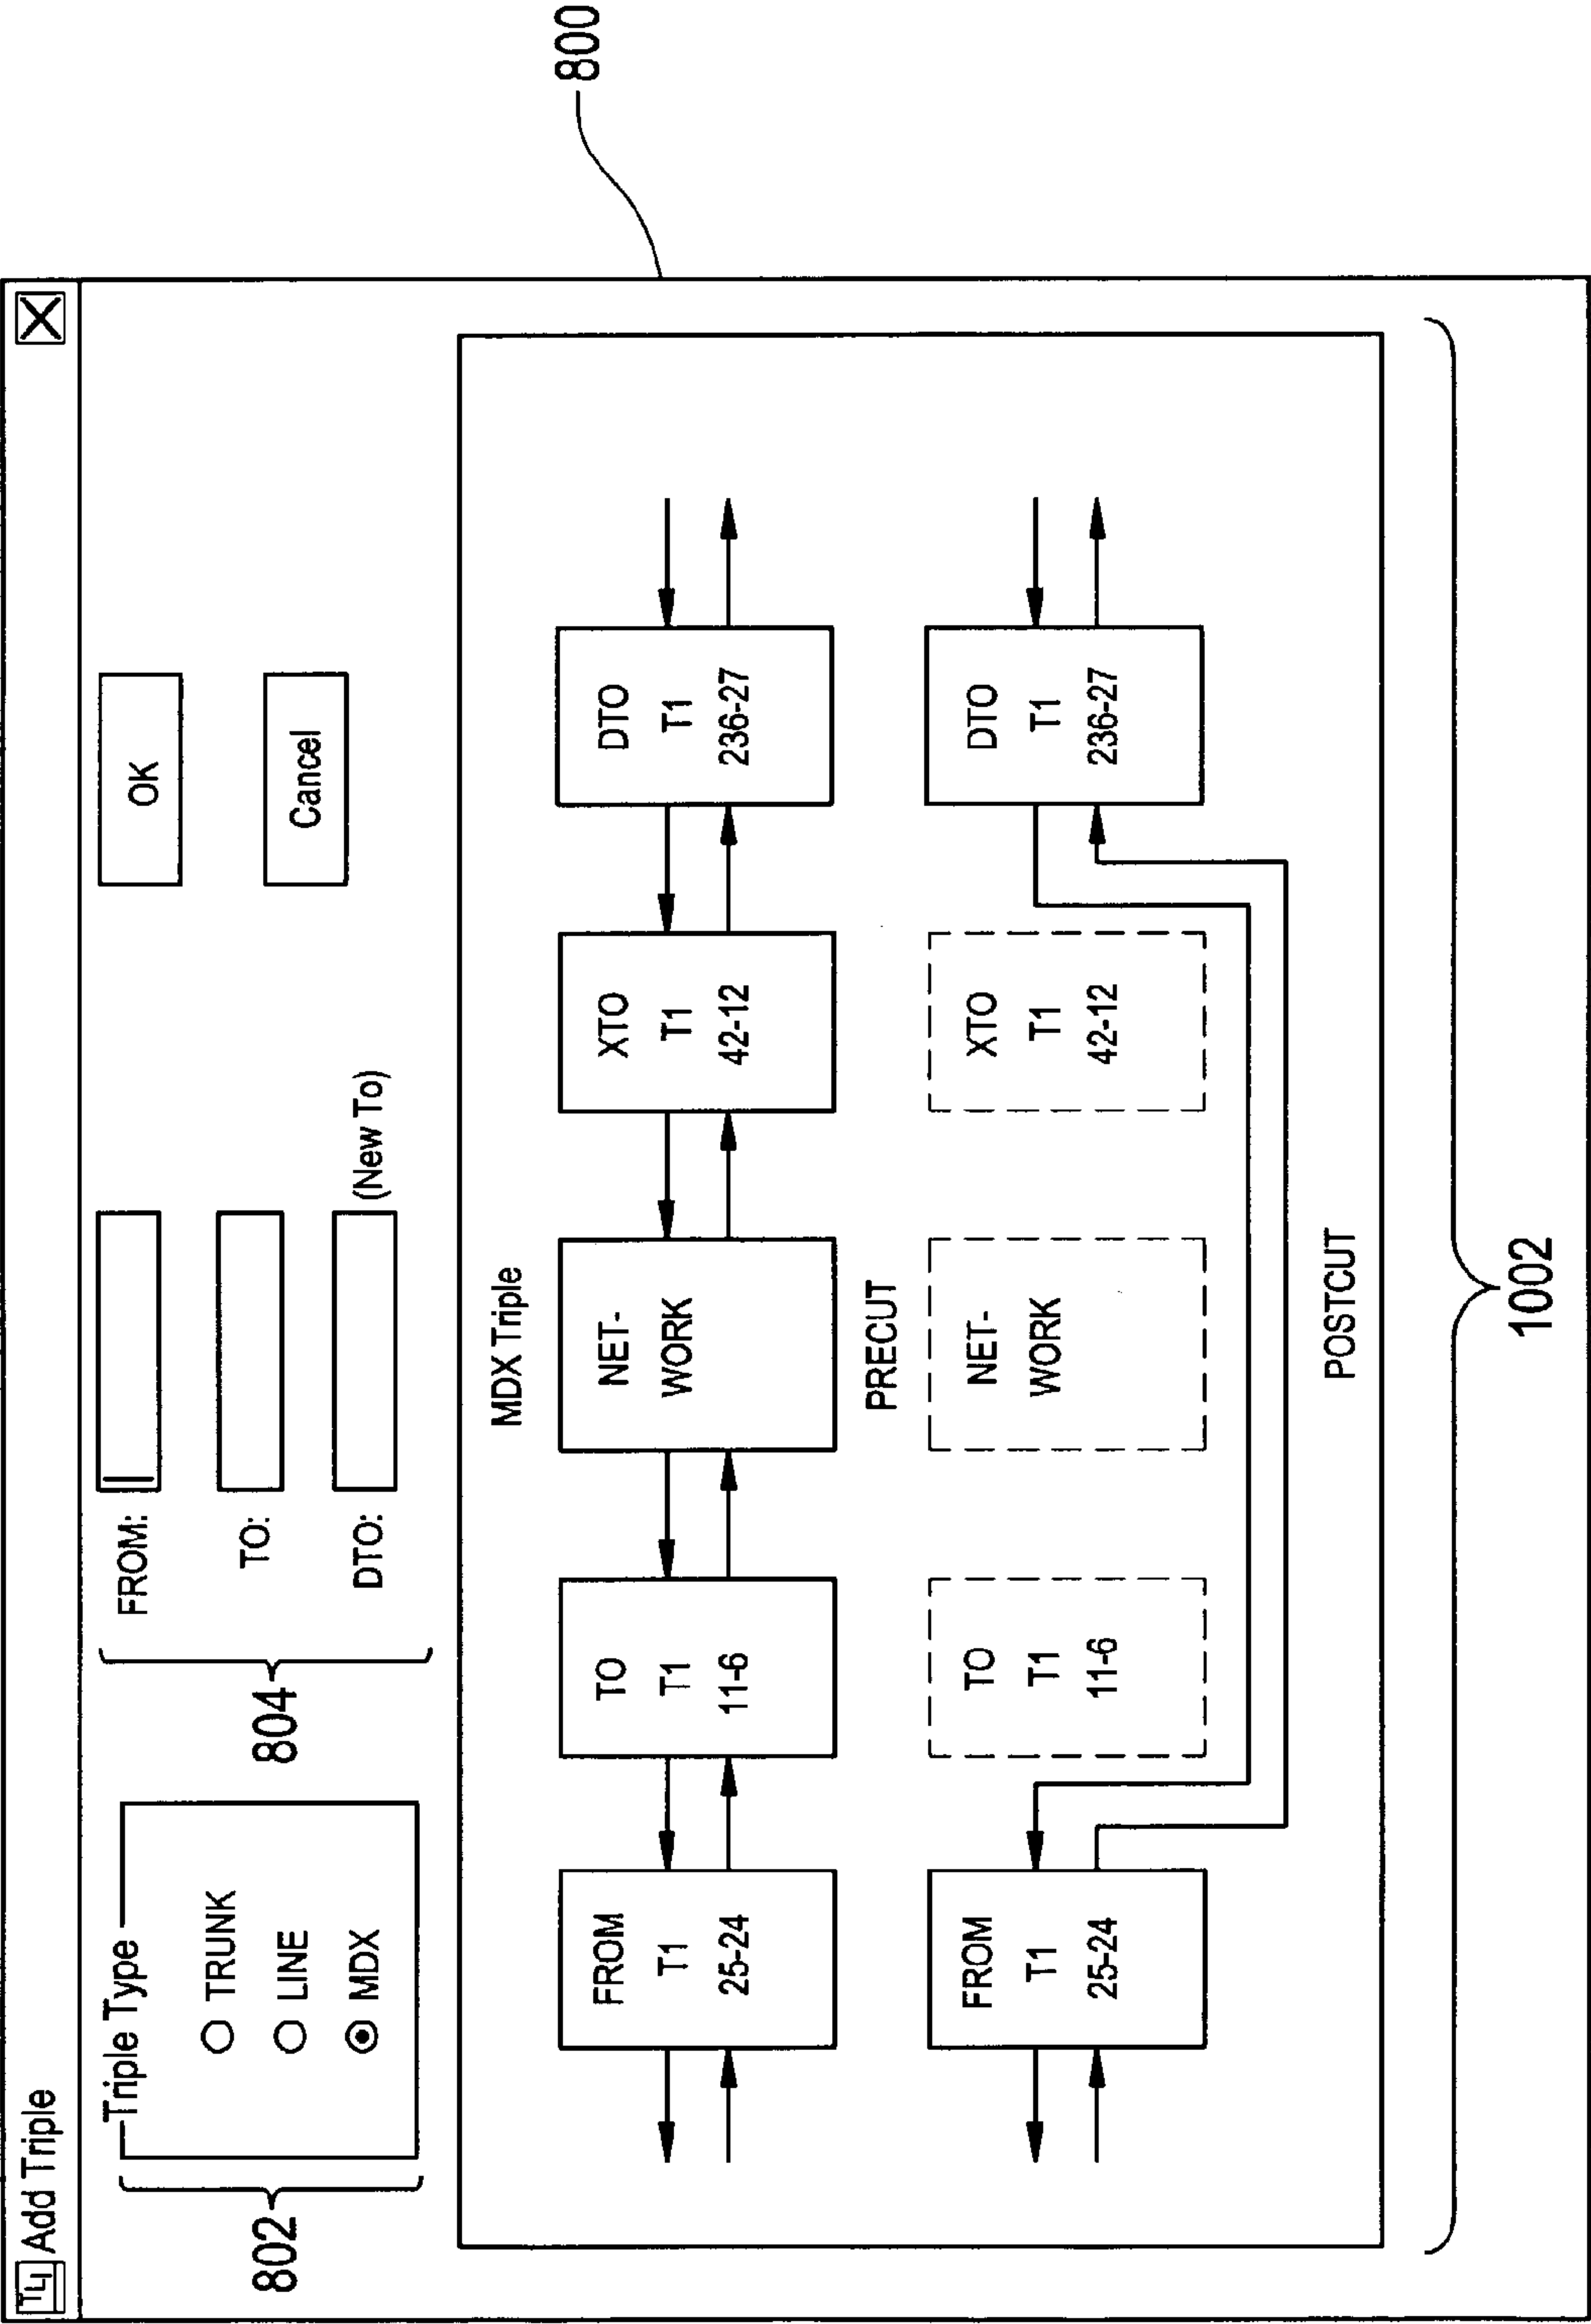 TLI Add Triple
800
802
Triple Type
TRUNK
LINE
MDX
804
FROM:
TO:
DTO:
(New To)
OK
Cancel
MDX Triple
FROM
T1
25-24
TO
T1
11-6
NET-
WORK
XTO
T1
42-12
DTO
T1
236-27
PRECUT
FROM
T1
25-24
TO
T1
11-6
NET-
WORK
XTO
T1
42-12
DTO
T1
236-27
POSTCUT
1002